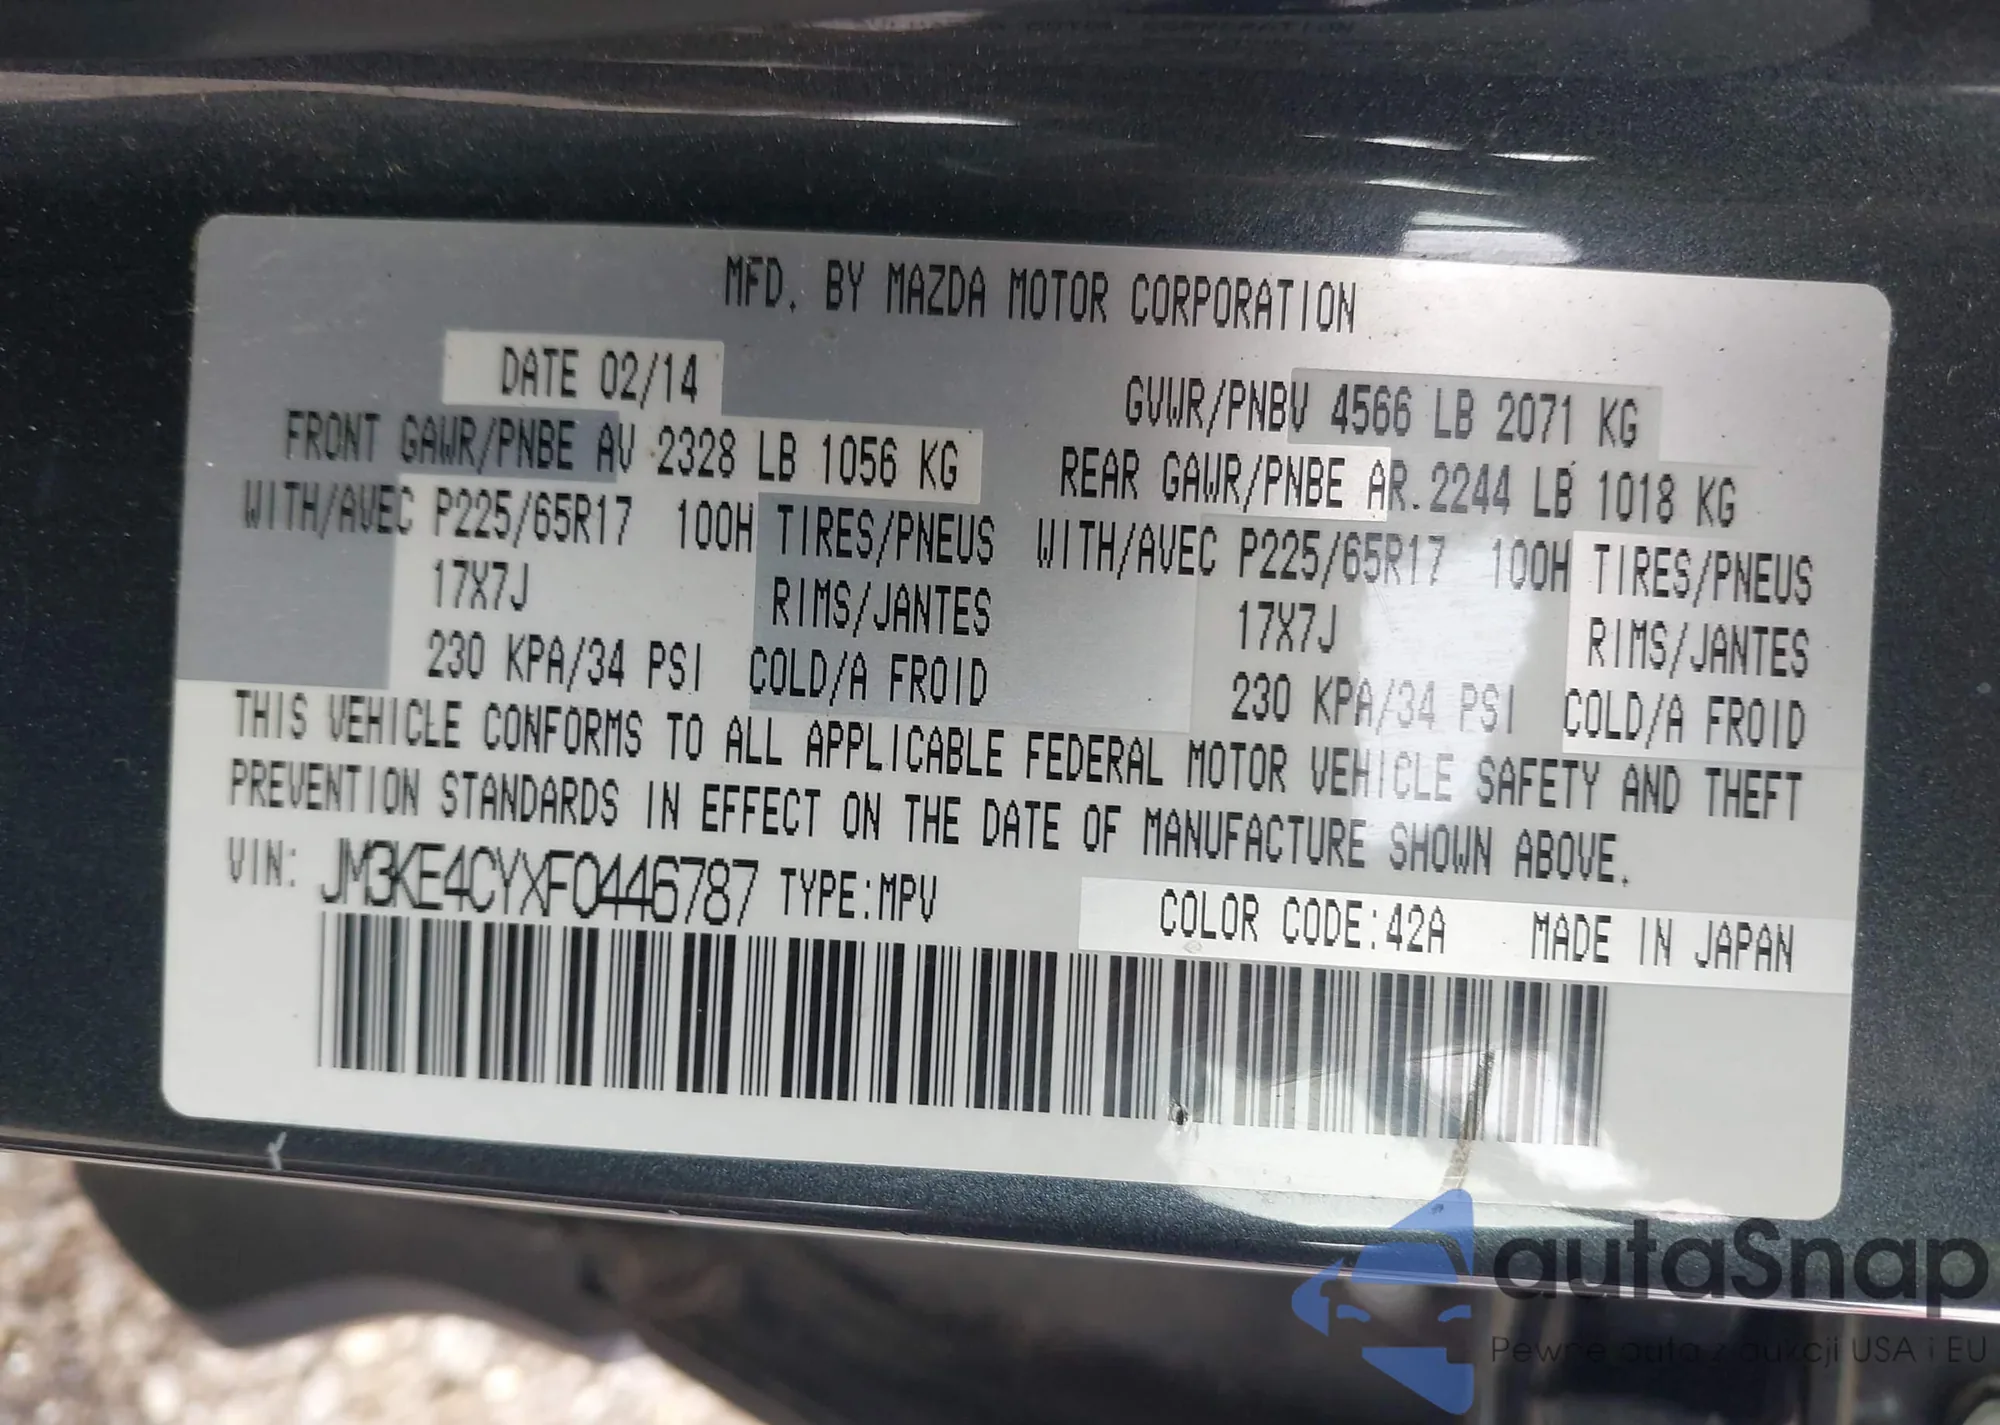 MFD. BY MAZDA MOTOR CORPORATION
DATE 02/14 GVWR/PNBV 4566 LB 2071 KG
FRONT GAWR/PNBE AV 2328 LB 1056 KG REAR GAWR/PNBE AR.2244 LB 1018 KG
WITH/AVEC P225/65R17 100H TIRES/PNEUS WITH/AVEC P225/65R17 100H TIRES/PNEUS
17X7J RIMS/JANTES 17X7J RIMS/JANTES
230 KPA/34 PSI COLD/A FROID 230 KPA/34 PSI COLD/A FROID
THIS VEHICLE CONFORMS TO ALL APPLICABLE FEDERAL MOTOR VEHICLE SAFETY AND THEFT
PREVENTION STANDARDS IN EFFECT ON THE DATE OF MANUFACTURE SHOWN ABOVE.
VIN: JM3KE4CYXF0446787 TYPE:MPV
COLOR CODE:42A MADE IN JAPAN
autaSnap
Pewne auta z aukcji USA i EU